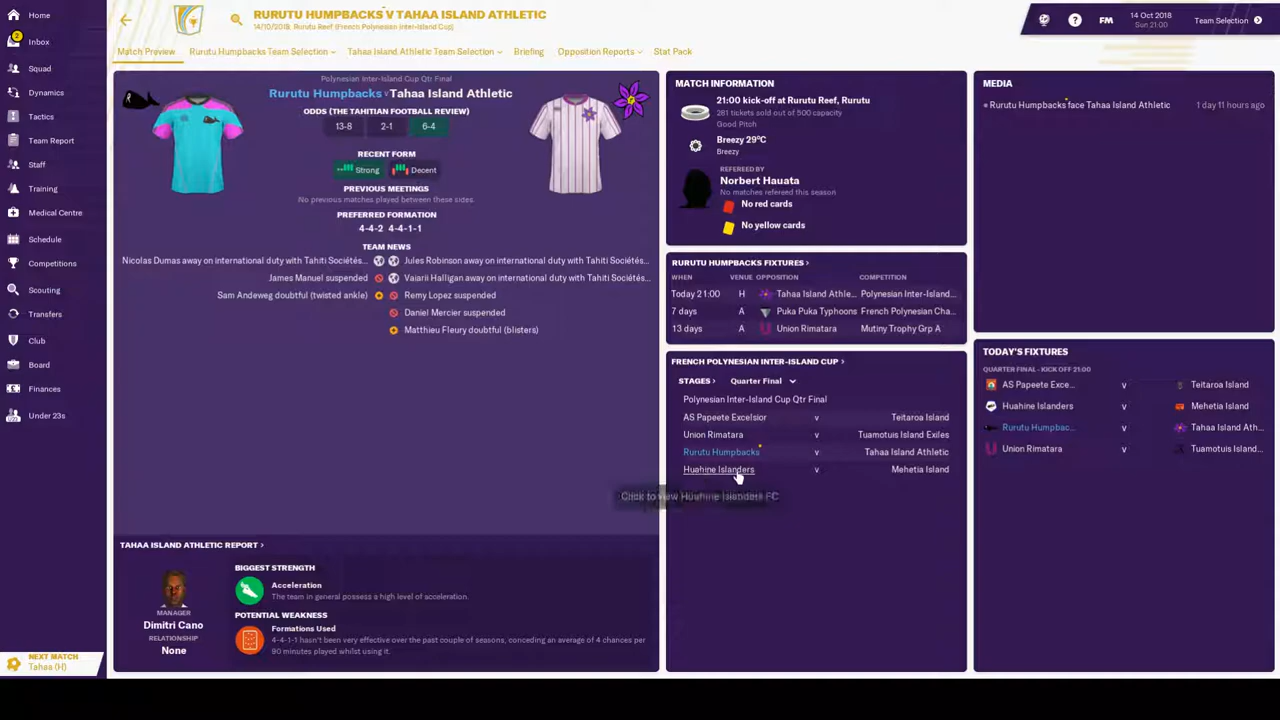 Home
2
Inbox
Squad
Dynamics
Tactics
Team Report
Staff
Training
Medical Centre
Schedule
Competitions
Scouting
Transfers
Club
Board
Finances
Under 23s
NEXT MATCH
Tahaa (H)
RURUTU HUMPBACKS V TAHAA ISLAND ATHLETIC
14/10/2018, Rurutu Reef (French Polynesian Inter-Island Cup)
? FM 14 Oct 2018
Sun 21:00
Team Selection
Match Preview Rurutu Humpbacks Team Selection Tahaa Island Athletic Team Selection Briefing Opposition Reports Stat Pack
Polynesian Inter-Island Cup Qtr Final
Rurutu Humpbacks v Tahaa Island Athletic
ODDS (THE TAHITIAN FOOTBALL REVIEW)
13-8 2-1 6-4
RECENT FORM
Strong Decent
PREVIOUS MEETINGS
No previous matches played between these sides.
PREFERRED FORMATION
4-4-2 4-4-1-1
TEAM NEWS
Nicolas Dumas away on international duty with Tahiti Sociétés... Jules Robinson away on international duty with Tahiti Sociétés...
James Manuel suspended Vaiarii Halligan away on international duty with Tahiti Sociétés...
Sam Andeweg doubtful (twisted ankle) Remy Lopez suspended
Daniel Mercier suspended
Matthieu Fleury doubtful (blisters)
TAHAA ISLAND ATHLETIC REPORT >
MANAGER
Dimitri Cano
RELATIONSHIP
None
BIGGEST STRENGTH
Acceleration
The team in general possess a high level of acceleration.
POTENTIAL WEAKNESS
Formations Used
4-4-1-1 hasn't been very effective over the past couple of seasons, conceding an average of 4 chances per
90 minutes played whilst using it.
MATCH INFORMATION
21:00 kick-off at Rurutu Reef, Rurutu
281 tickets sold out of 500 capacity
Good Pitch
Breezy 29°C
Breezy
REFEREED BY
Norbert Hauata
No matches refereed this season
No red cards
No yellow cards
RURUTU HUMPBACKS FIXTURES >
WHEN VENUE OPPOSITION COMPETITION
Today 21:00 H Tahaa Island Athle... Polynesian Inter-Island...
7 days A Puka Puka Typhoons French Polynesian Cha...
13 days A Union Rimatara Mutiny Trophy Grp A
FRENCH POLYNESIAN INTER-ISLAND CUP >
STAGES > Quarter Final
Polynesian Inter-Island Cup Qtr Final
AS Papeete Excelsior v Teitaroa Island
Union Rimatara v Tuamotuis Island Exiles
Rurutu Humpbacks v Tahaa Island Athletic
Huahine Islanders v Mehetia Island
Click to view Huahine Islanders FC
MEDIA
Rurutu Humpbacks face Tahaa Island Athletic 1 day 11 hours ago
TODAY'S FIXTURES
QUARTER FINAL - KICK OFF 21:00
AS Papeete Exce... v Teitaroa Island
Huahine Islanders v Mehetia Island
Rurutu Humpbac... v Tahaa Island Ath...
Union Rimatara v Tuamotuis Island...